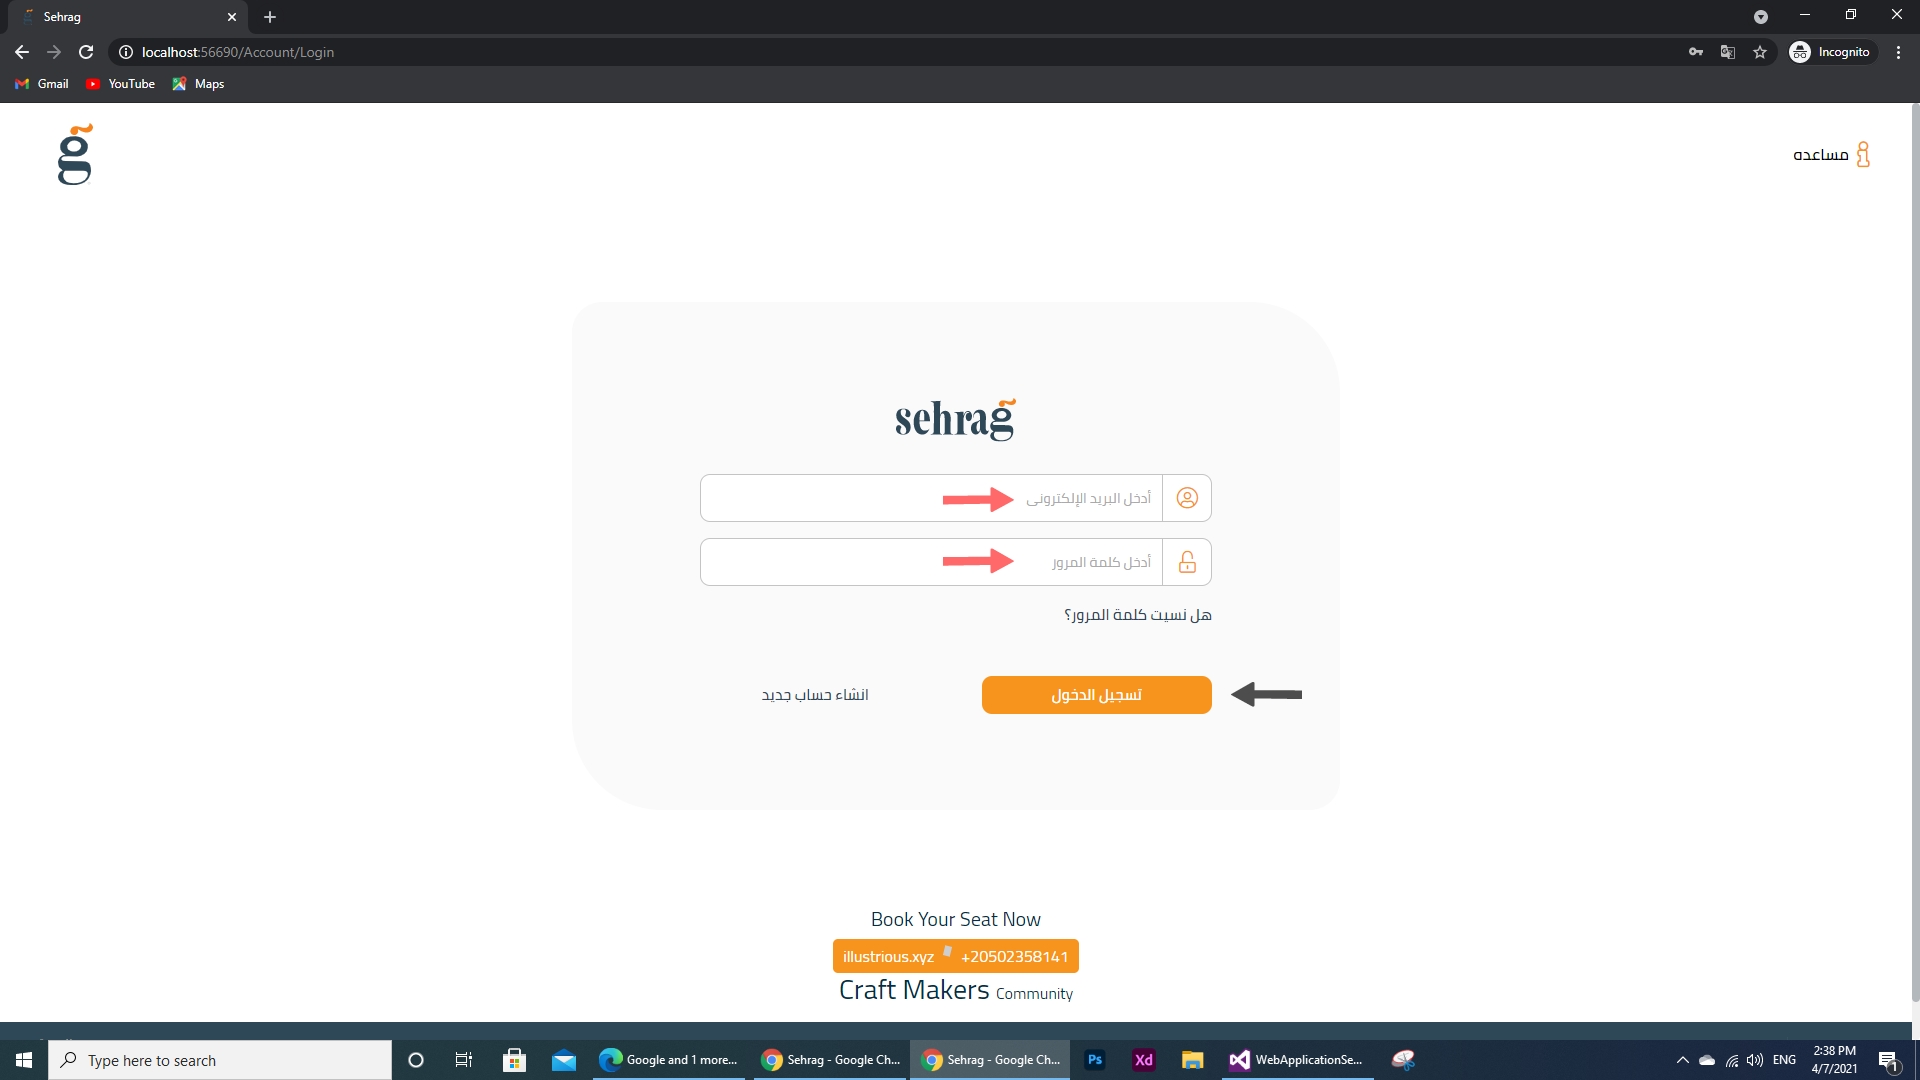 Sehrag
localhost:56690/Account/Login
Incognito
Gmail
YouTube
Maps
g
مساعده
sehrag
أدخل البريد الإلكترونى
أدخل كلمة المرور
هل نسيت كلمة المرور؟
تسجيل الدخول
انشاء حساب جديد
Book Your Seat Now
illustrious.xyz +20502358141
Craft Makers Community
Type here to search
Google and 1 more...
Sehrag - Google Ch...
Sehrag - Google Ch...
Ps
Xd
WebApplicationSe...
ENG
2:38 PM
4/7/2021
1